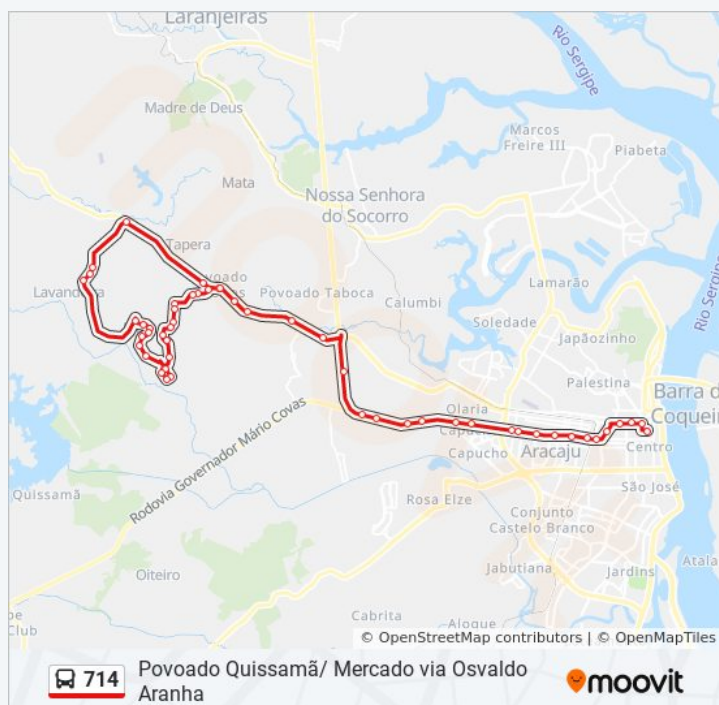 Laranjeiras
Rio Sergipe
Madre de Deus
Marcos
Freire III
Piabeta
Mata
Nossa Senhora
do Socorro
Tapera
Lavandeira
Povoado Taboca
Calumbi
Lamarão
Rio Sergipe
Soledade
Japãozinho
Palestina
Barra d
Coqueir
Olaria
Capucho
Aracaju
Centro
Rodovia Governador Mário Covas
Quissamã
Rosa Elze
São José
Conjunto
Castelo Branco
Oiteiro
Jabutiana
Jardins
Atala
Club
Cabrita
Aloque
© OpenStreetMap contributors | © OpenMapTiles
714
Povoado Quissamã/ Mercado via Osvaldo
Aranha
moovit